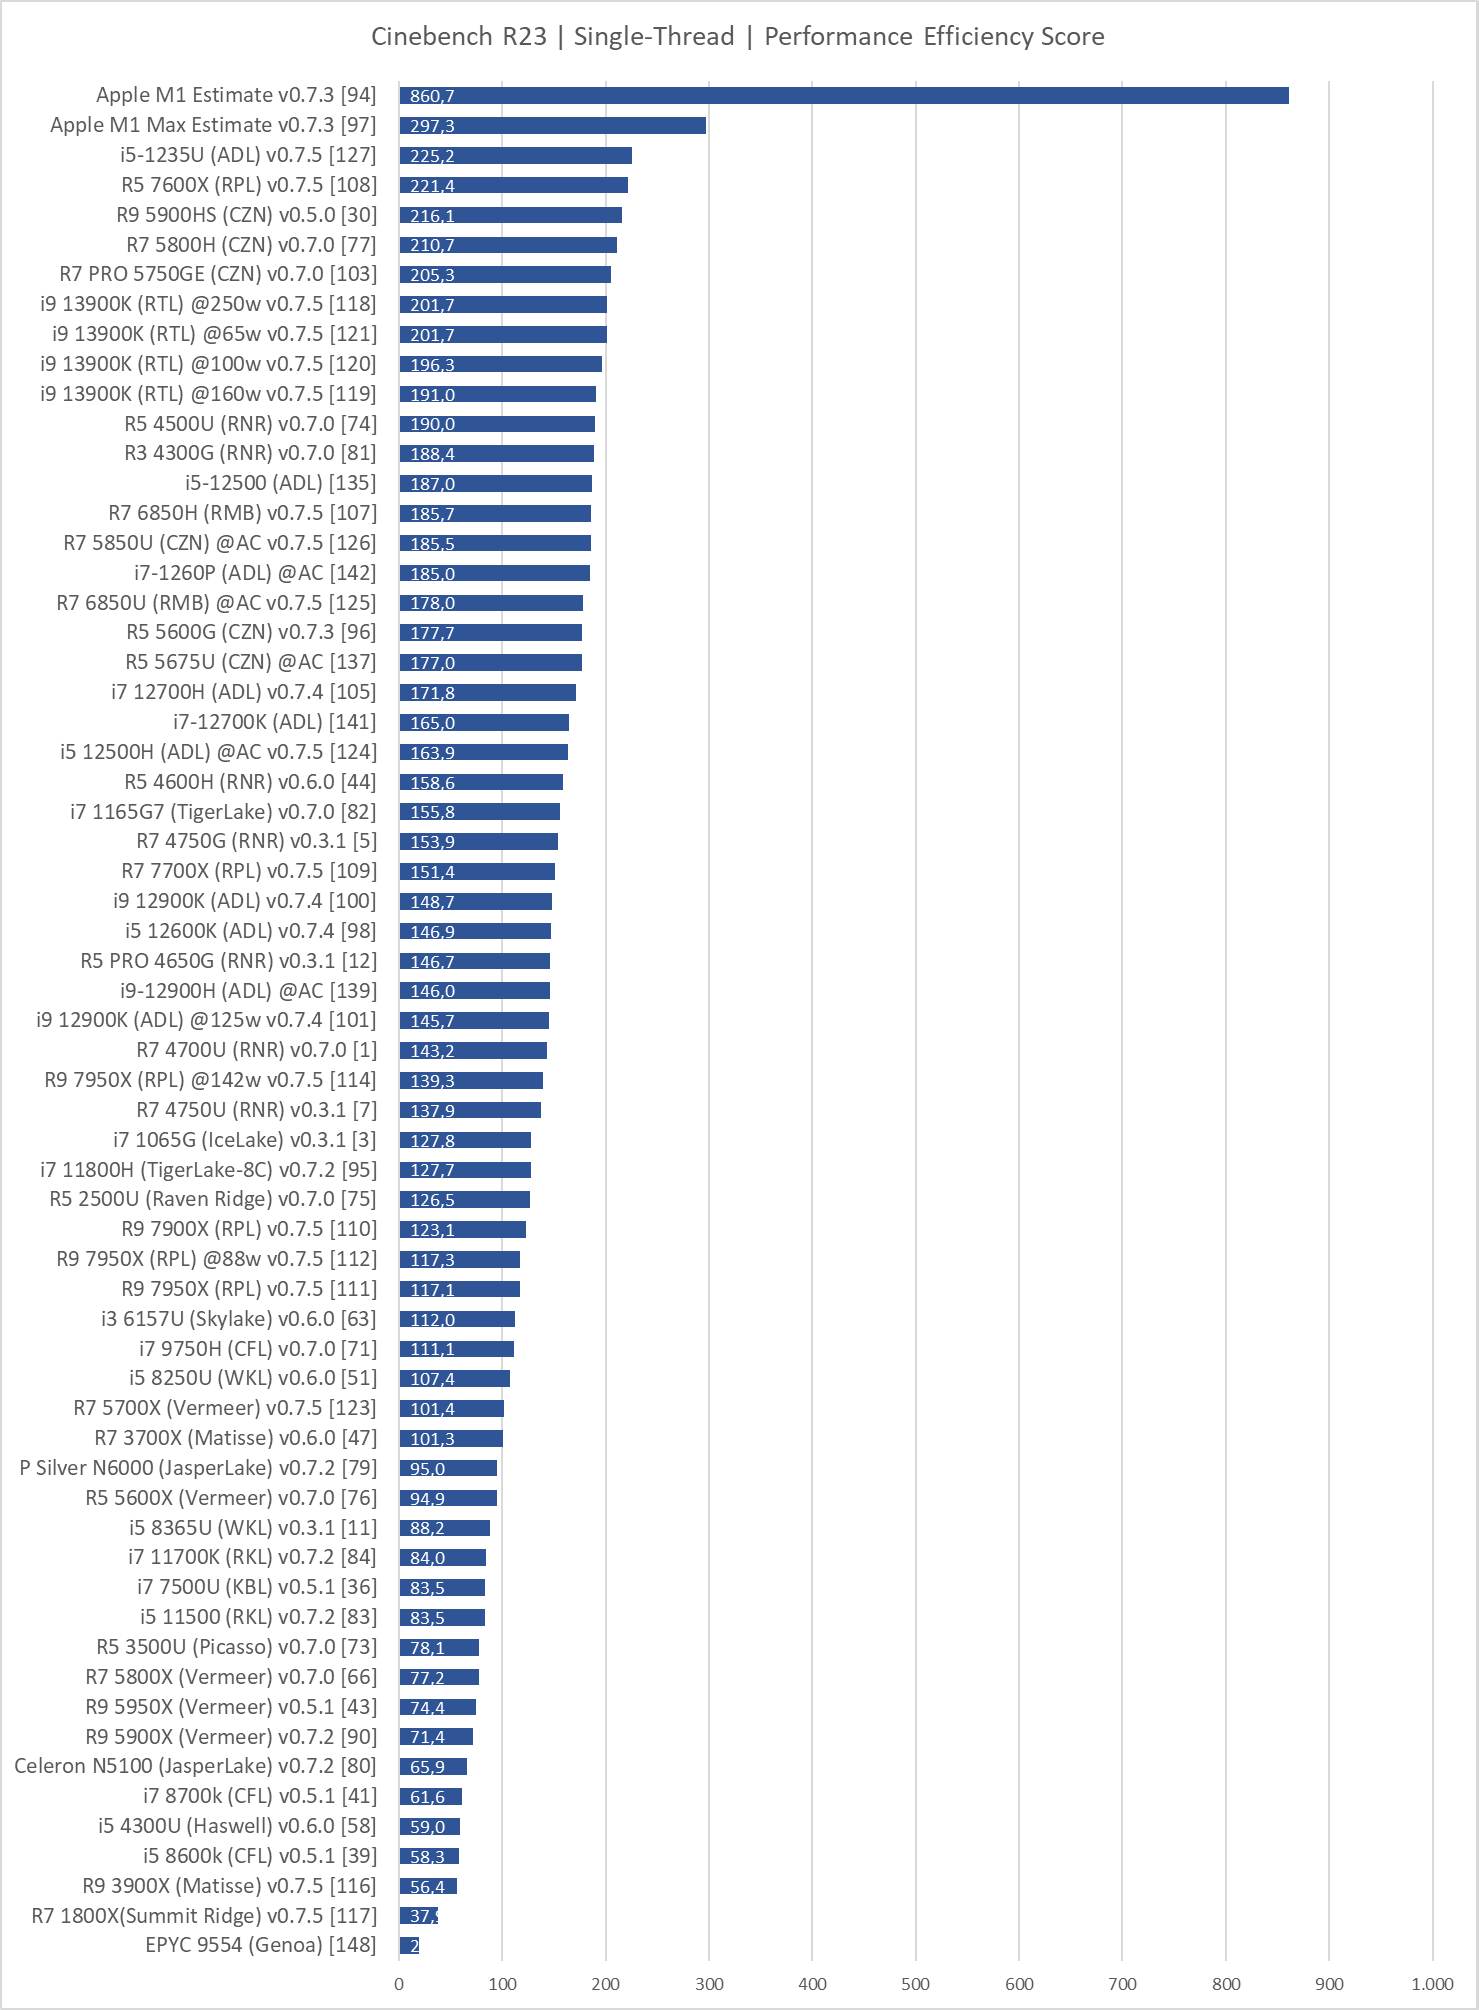 Cinebench R23 | Single-Thread | Performance Efficiency Score
Apple M1 Estimate v0.7.3 [94] 860,7
Apple M1 Max Estimate v0.7.3 [97] 297,3
i5-1235U (ADL) v0.7.5 [127] 225,2
R5 7600X (RPL) v0.7.5 [108] 221,4
R9 5900HS (CZN) v0.5.0 [30] 216,1
R7 5800H (CZN) v0.7.0 [77] 210,7
R7 PRO 5750GE (CZN) v0.7.0 [103] 205,3
i9 13900K (RTL) @250w v0.7.5 [118] 201,7
i9 13900K (RTL) @65w v0.7.5 [121] 201,7
i9 13900K (RTL) @100w v0.7.5 [120] 196,3
i9 13900K (RTL) @160w v0.7.5 [119] 191,0
R5 4500U (RNR) v0.7.0 [74] 190,0
R3 4300G (RNR) v0.7.0 [81] 188,4
i5-12500 (ADL) [135] 187,0
R7 6850H (RMB) v0.7.5 [107] 185,7
R7 5850U (CZN) @AC v0.7.5 [126] 185,5
i7-1260P (ADL) @AC [142] 185,0
R7 6850U (RMB) @AC v0.7.5 [125] 178,0
R5 5600G (CZN) v0.7.3 [96] 177,7
R5 5675U (CZN) @AC [137] 177,0
i7 12700H (ADL) v0.7.4 [105] 171,8
i7-12700K (ADL) [141] 165,0
i5 12500H (ADL) @AC v0.7.5 [124] 163,9
R5 4600H (RNR) v0.6.0 [44] 158,6
i7 1165G7 (TigerLake) v0.7.0 [82] 155,8
R7 4750G (RNR) v0.3.1 [5] 153,9
R7 7700X (RPL) v0.7.5 [109] 151,4
i9 12900K (ADL) v0.7.4 [100] 148,7
i5 12600K (ADL) v0.7.4 [98] 146,9
R5 PRO 4650G (RNR) v0.3.1 [12] 146,7
i9-12900H (ADL) @AC [139] 146,0
i9 12900K (ADL) @125w v0.7.4 [101] 145,7
R7 4700U (RNR) v0.7.0 [1] 143,2
R9 7950X (RPL) @142w v0.7.5 [114] 139,3
R7 4750U (RNR) v0.3.1 [7] 137,9
i7 1065G (IceLake) v0.3.1 [3] 127,8
i7 11800H (TigerLake-8C) v0.7.2 [95] 127,7
R5 2500U (Raven Ridge) v0.7.0 [75] 126,5
R9 7900X (RPL) v0.7.5 [110] 123,1
R9 7950X (RPL) @88w v0.7.5 [112] 117,3
R9 7950X (RPL) v0.7.5 [111] 117,1
i3 6157U (Skylake) v0.6.0 [63] 112,0
i7 9750H (CFL) v0.7.0 [71] 111,1
i5 8250U (WKL) v0.6.0 [51] 107,4
R7 5700X (Vermeer) v0.7.5 [123] 101,4
R7 3700X (Matisse) v0.6.0 [47] 101,3
P Silver N6000 (JasperLake) v0.7.2 [79] 95,0
R5 5600X (Vermeer) v0.7.0 [76] 94,9
i5 8365U (WKL) v0.3.1 [11] 88,2
i7 11700K (RKL) v0.7.2 [84] 84,0
i7 7500U (KBL) v0.5.1 [36] 83,5
i5 11500 (RKL) v0.7.2 [83] 83,5
R5 3500U (Picasso) v0.7.0 [73] 78,1
R7 5800X (Vermeer) v0.7.0 [66] 77,2
R9 5950X (Vermeer) v0.5.1 [43] 74,4
R9 5900X (Vermeer) v0.7.2 [90] 71,4
Celeron N5100 (JasperLake) v0.7.2 [80] 65,9
i7 8700k (CFL) v0.5.1 [41] 61,6
i5 4300U (Haswell) v0.6.0 [58] 59,0
i5 8600k (CFL) v0.5.1 [39] 58,3
R9 3900X (Matisse) v0.7.5 [116] 56,4
R7 1800X(Summit Ridge) v0.7.5 [117]
EPYC 9554 (Genoa) [148]
0 100 200 300 400 500 600 700 800 900 1.000